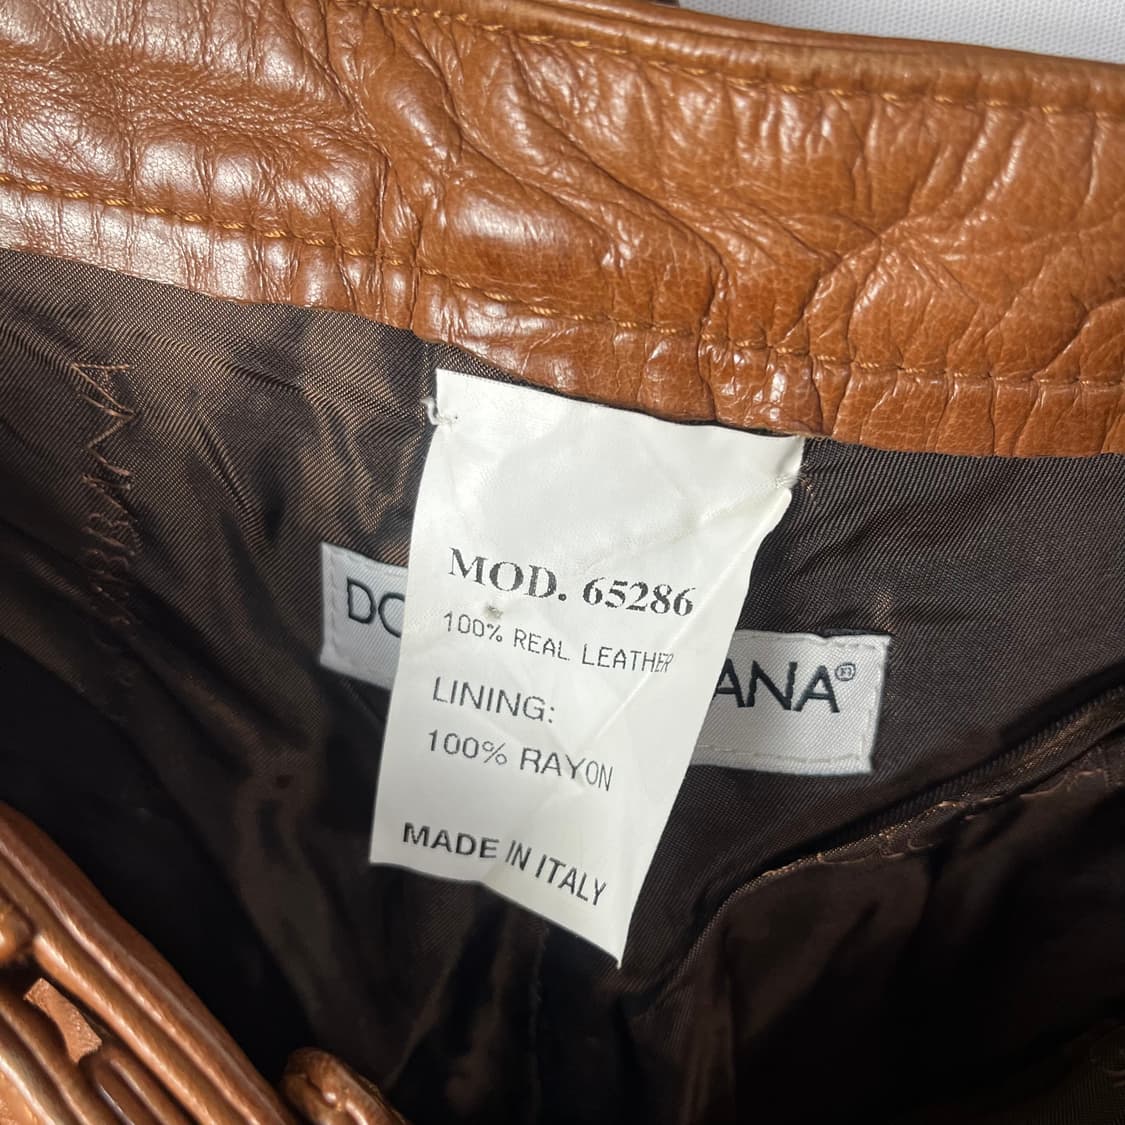 MOD. 65286
100% REAL LEATHER
LINING:
100% RAYON
MADE IN ITALY
DO ANA®